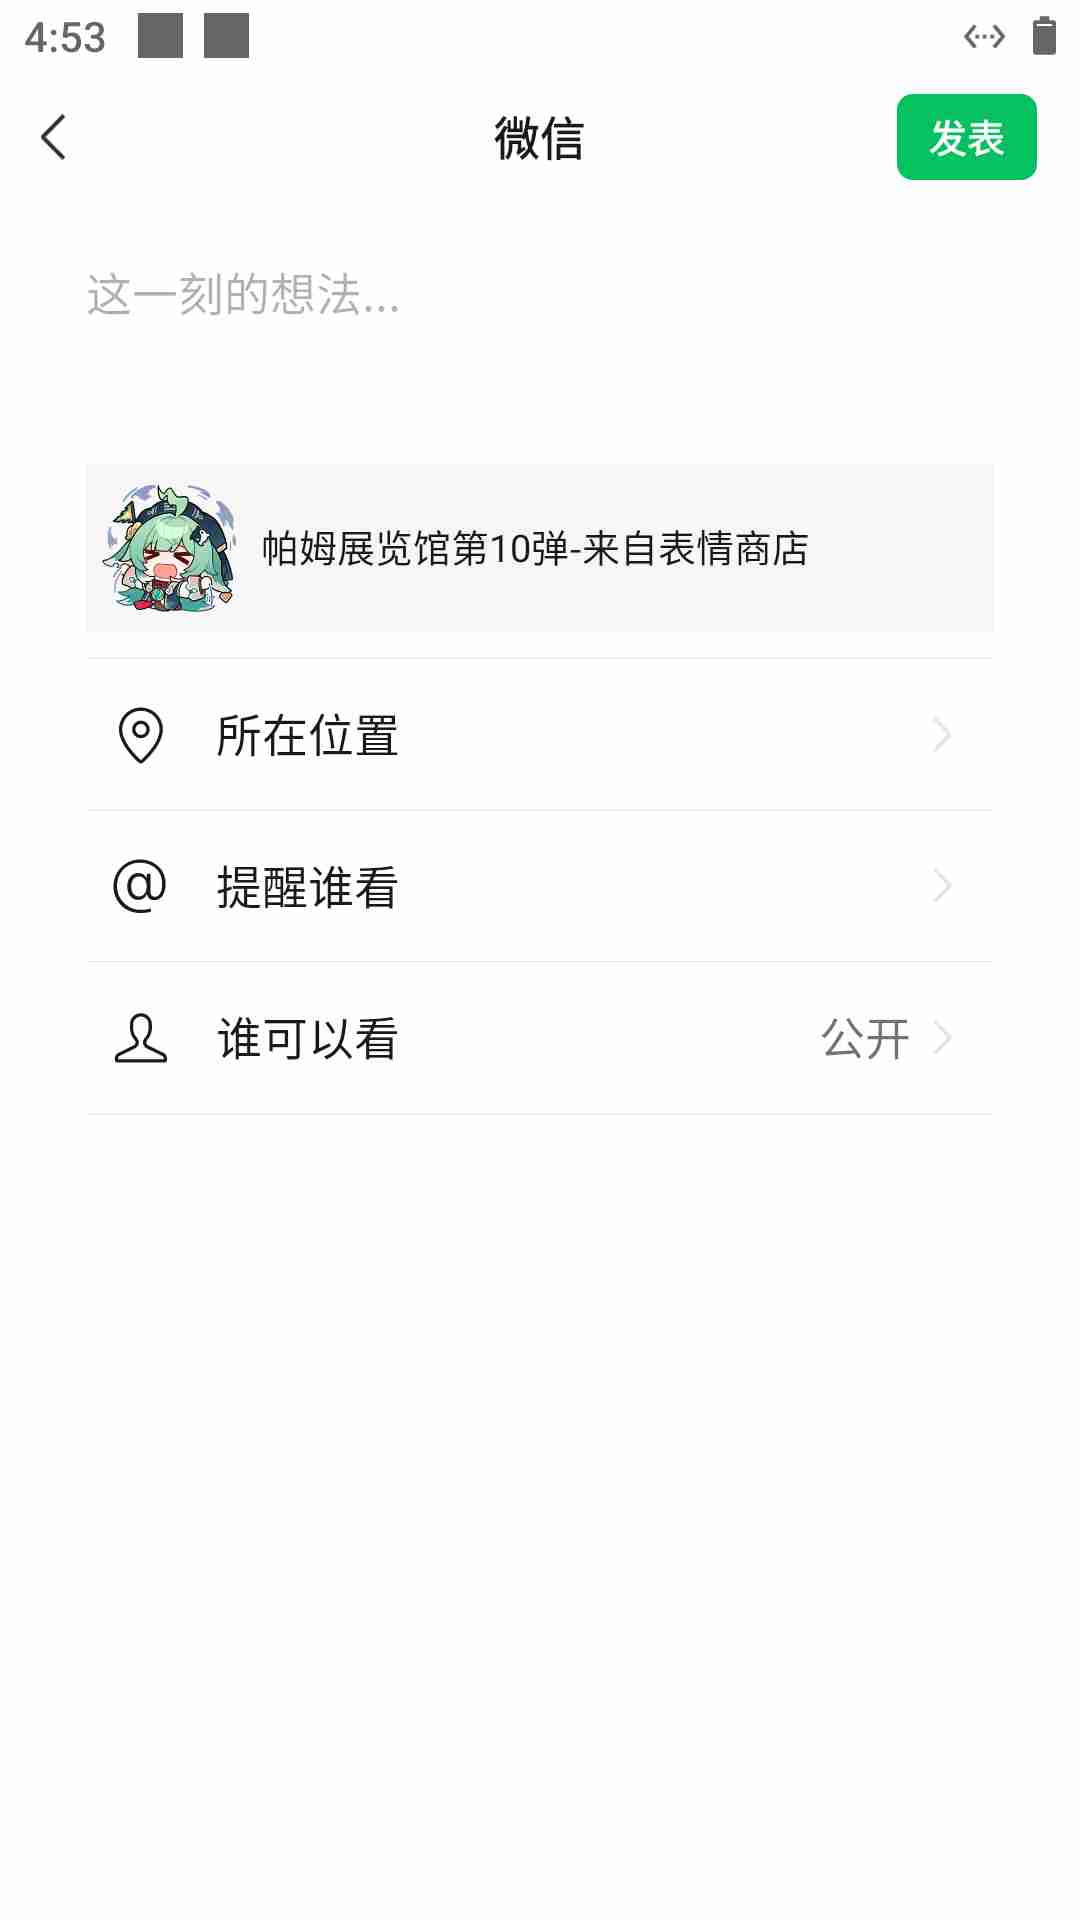 4:53
微信
发表
这一刻的想法...
帕姆展览馆第10弹-来自表情商店
所在位置
提醒谁看
谁可以看
公开